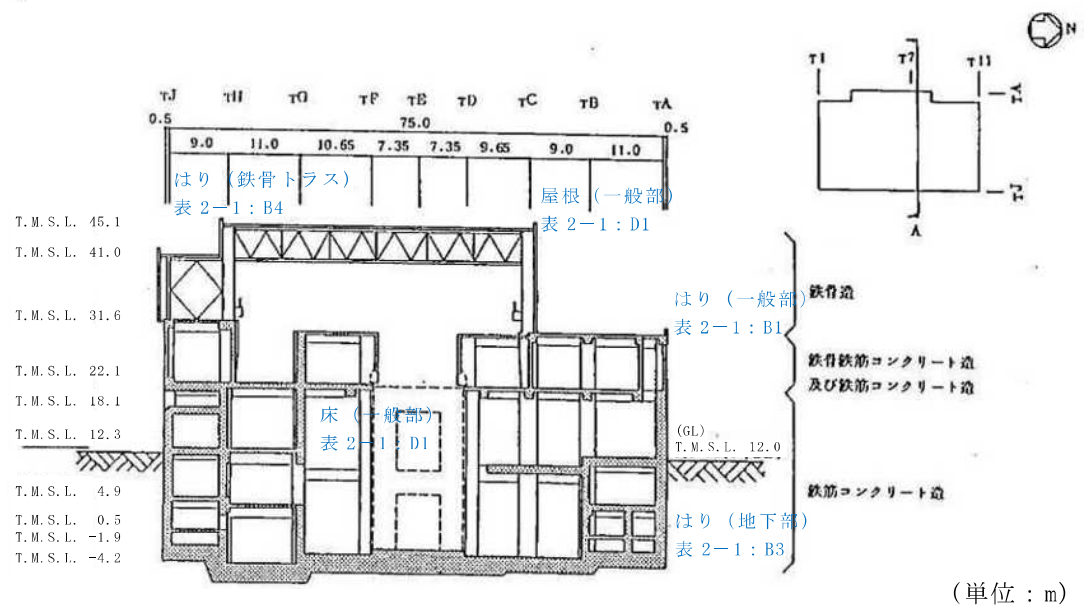 N
T1 T7 T11
TA
TJ
A
TJ TH TG TF TE TD TC TB TA
0.5 75.0 0.5
9.0 11.0 10.65 7.35 7.35 9.65 9.0 11.0
はり（鉄骨トラス）
表2－1：B4
屋根（一般部）
表2－1：D1
T.M.S.L. 45.1
T.M.S.L. 41.0
T.M.S.L. 31.6
T.M.S.L. 22.1
T.M.S.L. 18.1
T.M.S.L. 12.3
T.M.S.L. 4.9
T.M.S.L. 0.5
T.M.S.L. -1.9
T.M.S.L. -4.2
鉄骨造
はり（一般部）
表2－1：B1
鉄骨鉄筋コンクリート造
及び鉄筋コンクリート造
床（一般部）
表2－1：D1
(GL)
T.M.S.L. 12.0
鉄筋コンクリート造
はり（地下部）
表2－1：B3
（単位：m）